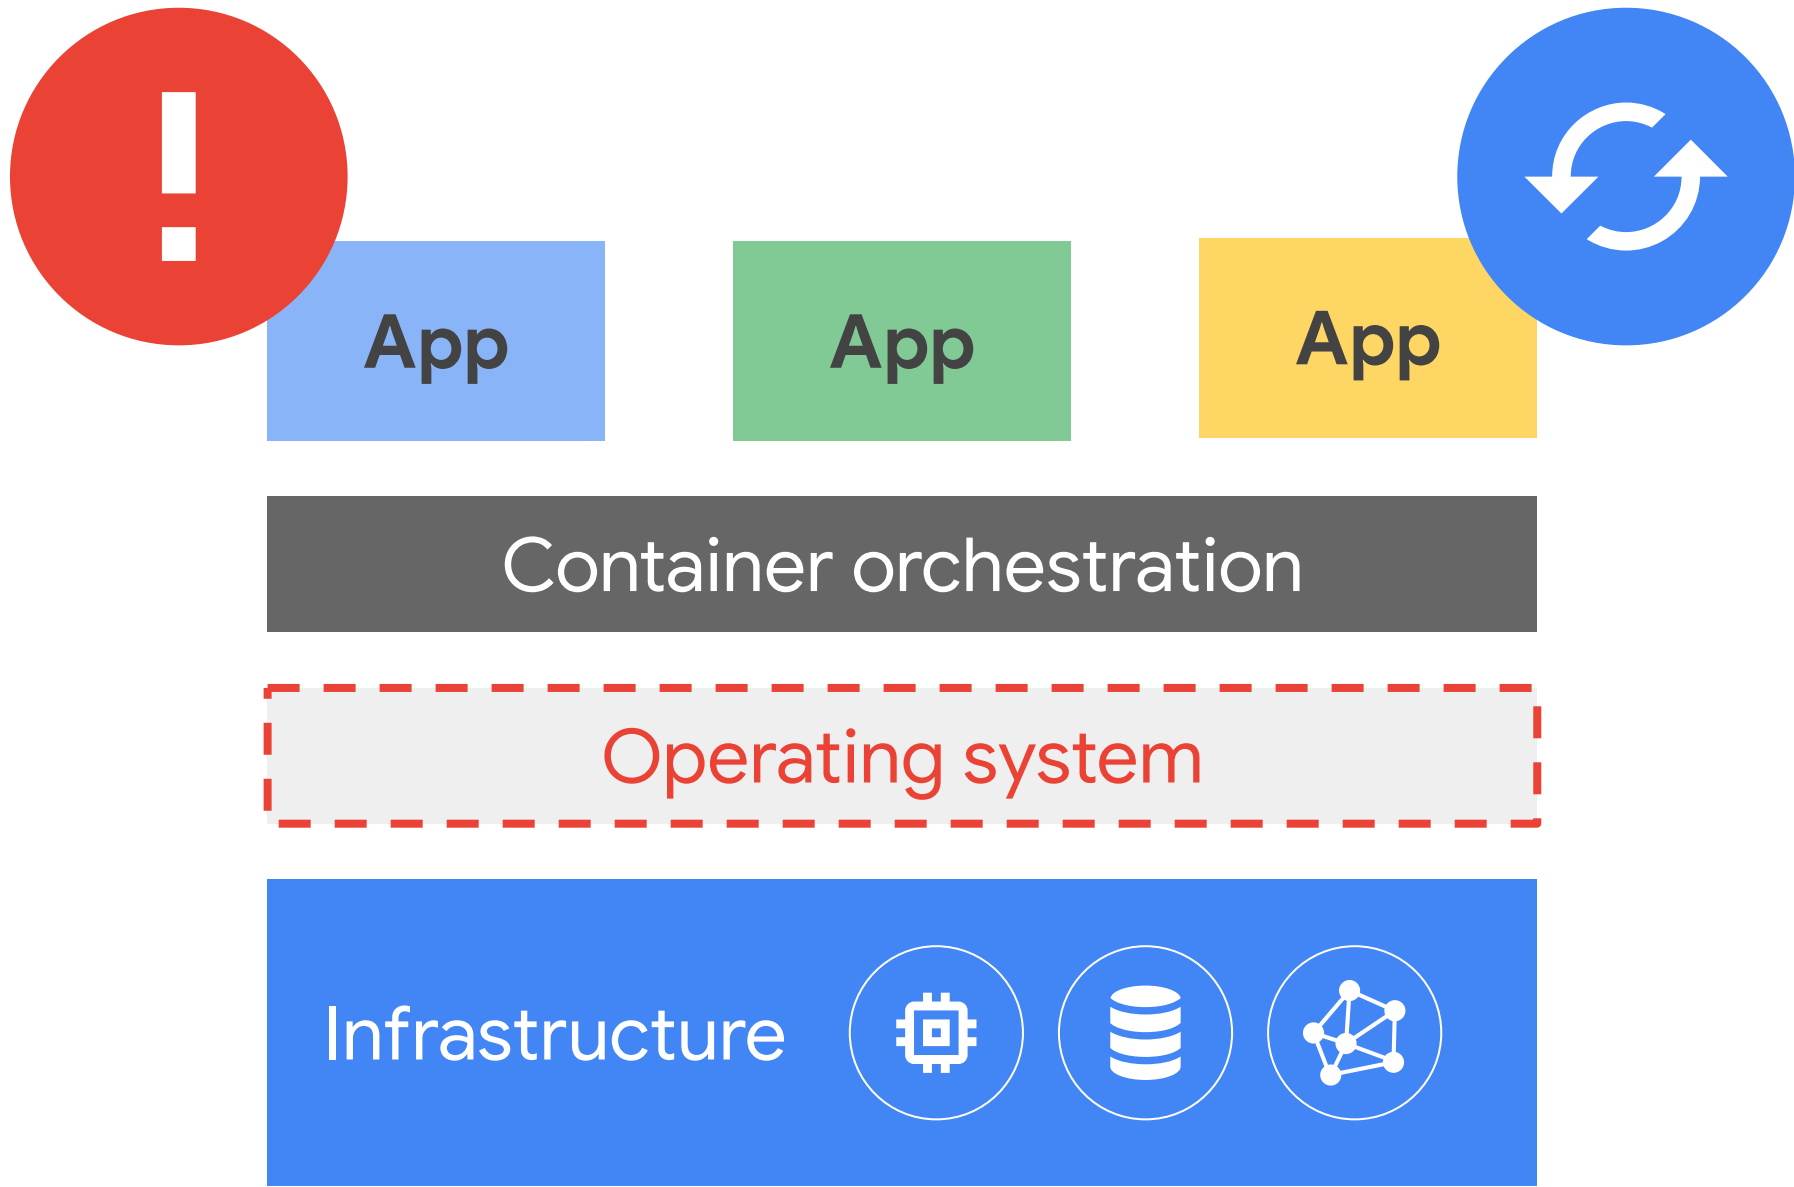 App
App
App
Container orchestration
Operating system
Infrastructure